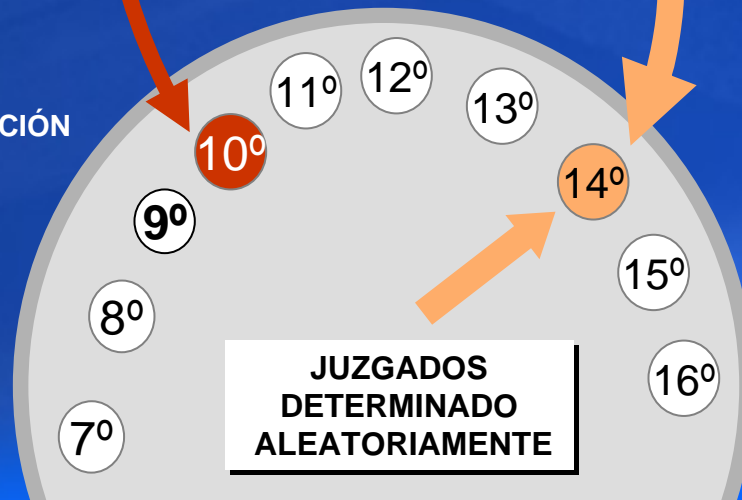 CIÓN
7º
8º
9º
10º
11º
12º
13º
14º
15º
16º
JUZGADOS
DETERMINADO
ALEATORIAMENTE